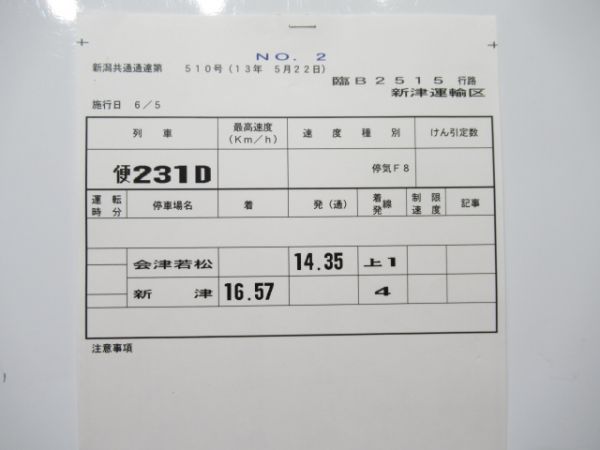 NO. 2
新潟共通通達第 510号(13年 5月22日)
臨B2515行路
新津運輸区
施行日 6/5
列車 最高速度(Km/h) 速度種別 けん引定数
便231D 停気F8
運転時分 停車場名 着 発(通) 着線発線 制限速度 記事
会津若松 14.35 上1
新津 16.57 4
注意事項